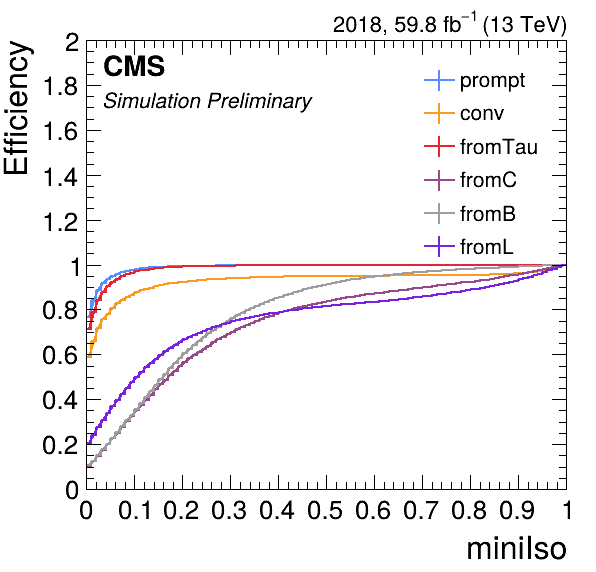 2018, 59.8 fb⁻¹ (13 TeV)
CMS
Simulation Preliminary
prompt
conv
fromTau
fromC
fromB
fromL
Efficiency
2
1.8
1.6
1.4
1.2
1
0.8
0.6
0.4
0.2
0
0 0.1 0.2 0.3 0.4 0.5 0.6 0.7 0.8 0.9 1
miniIso